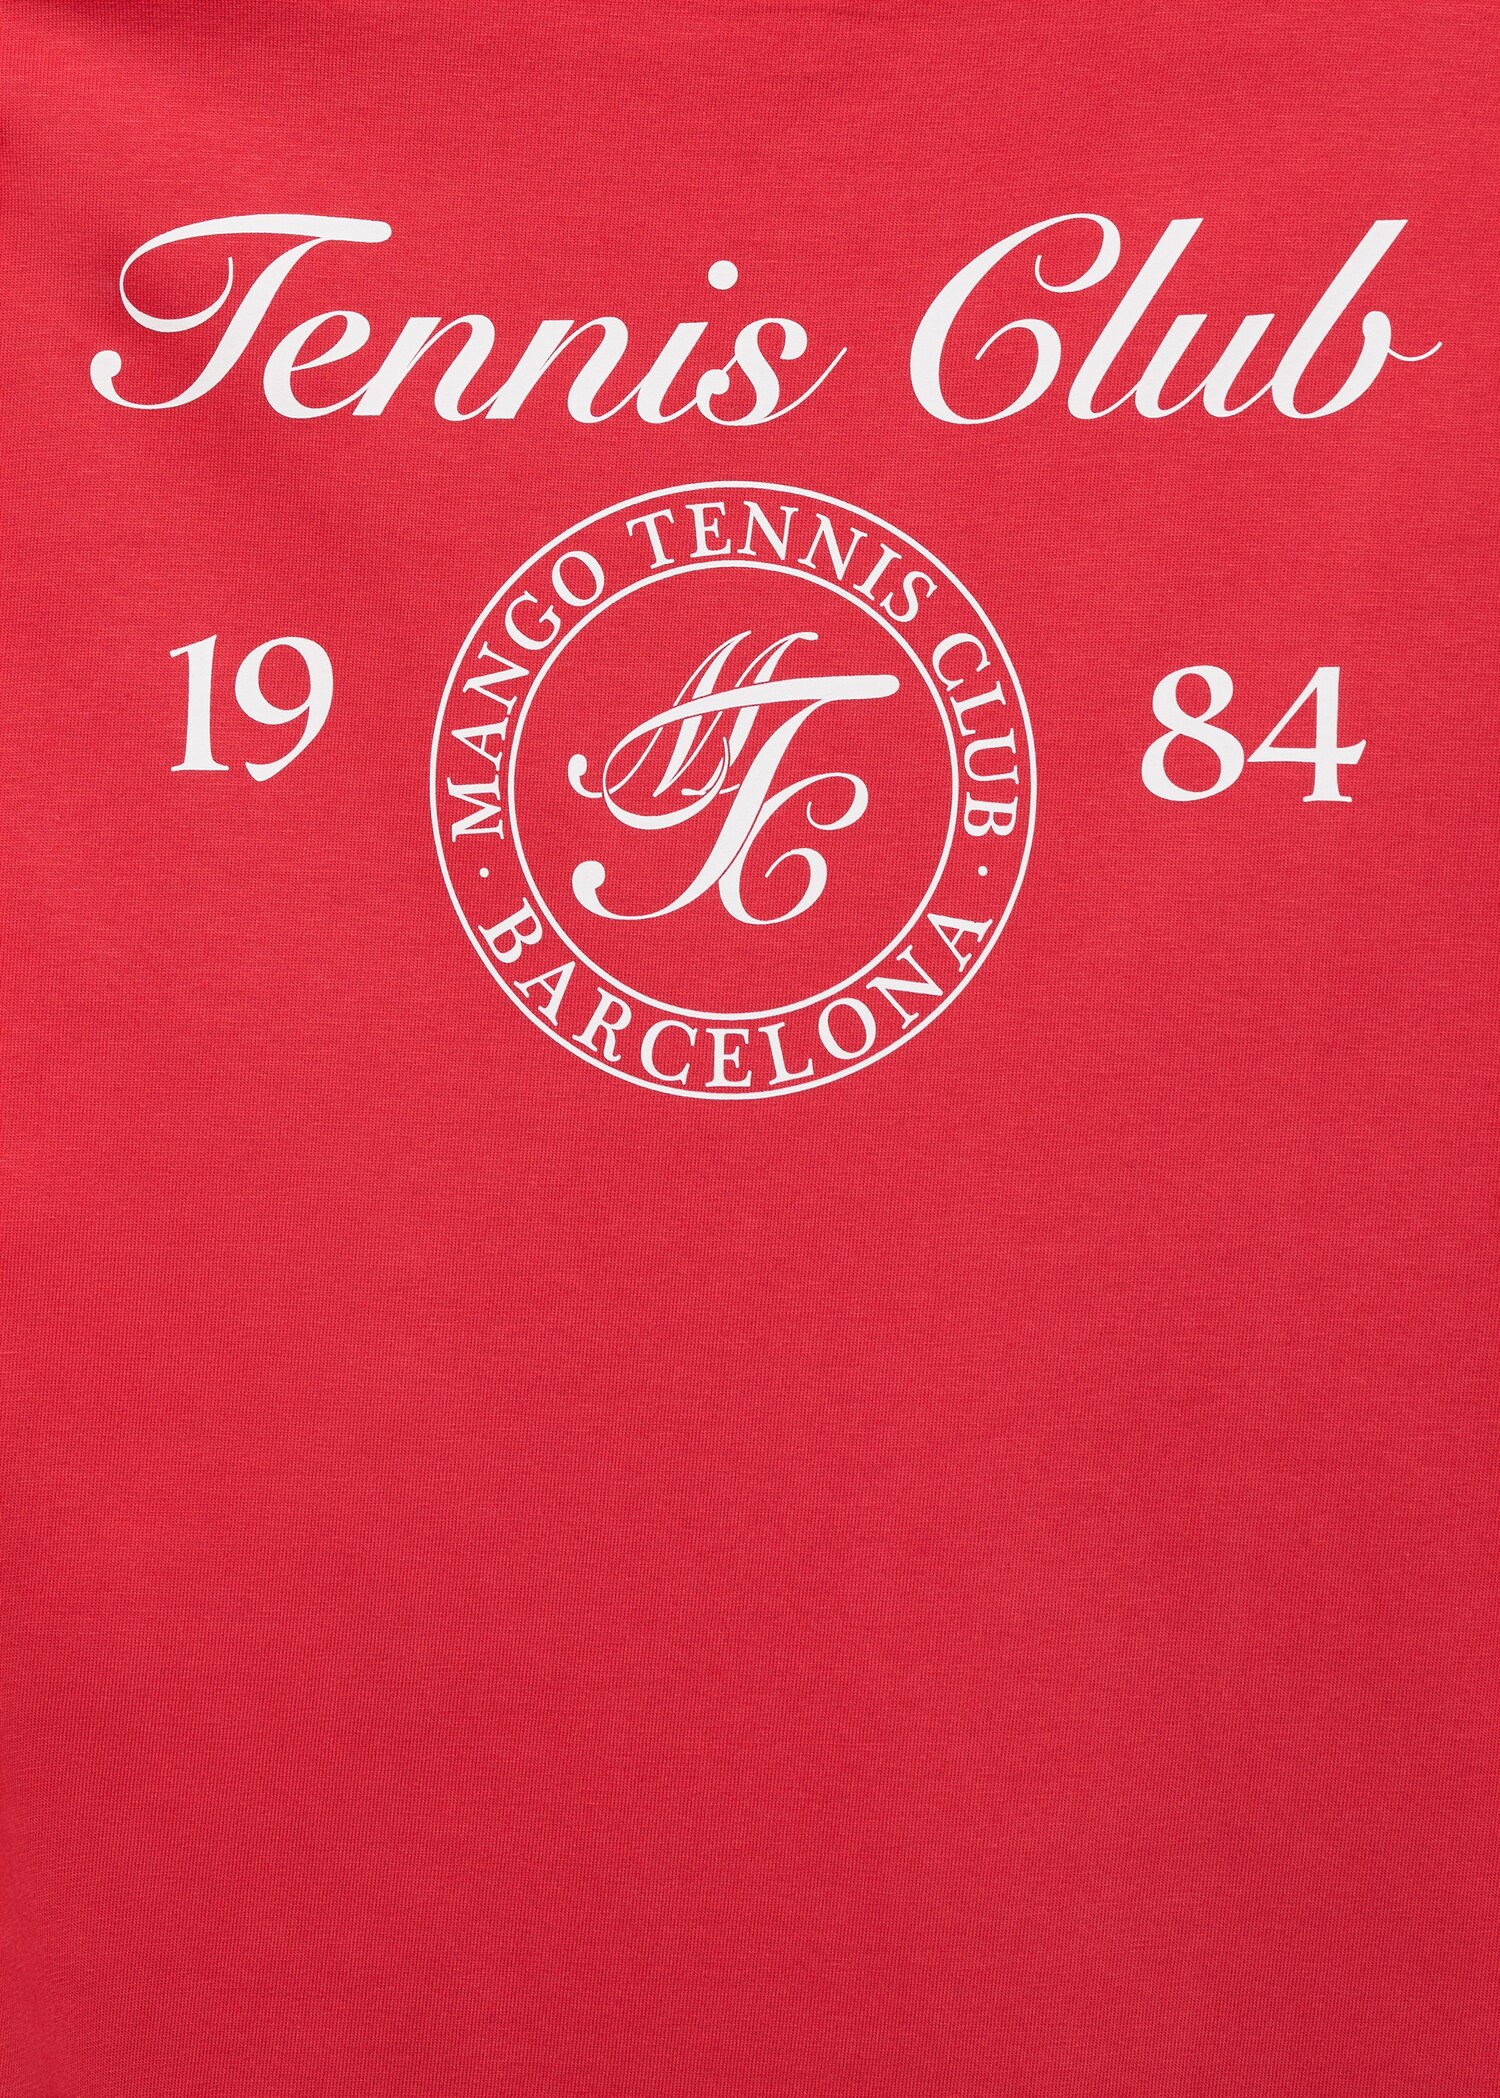 Tennis Club
19 84
MANGO TENNIS CLUB
MTC
· BARCELONA ·